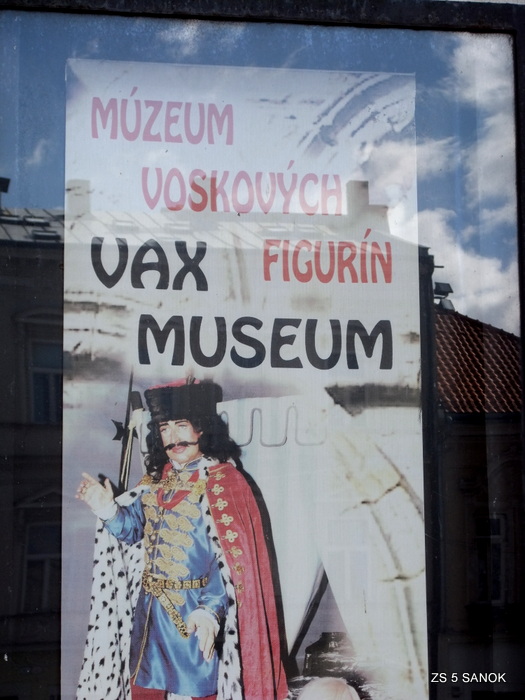 MÚZEUM
VOSKOVÝCH
FIGURÍN
VAX
MUSEUM
ZS 5 SANOK